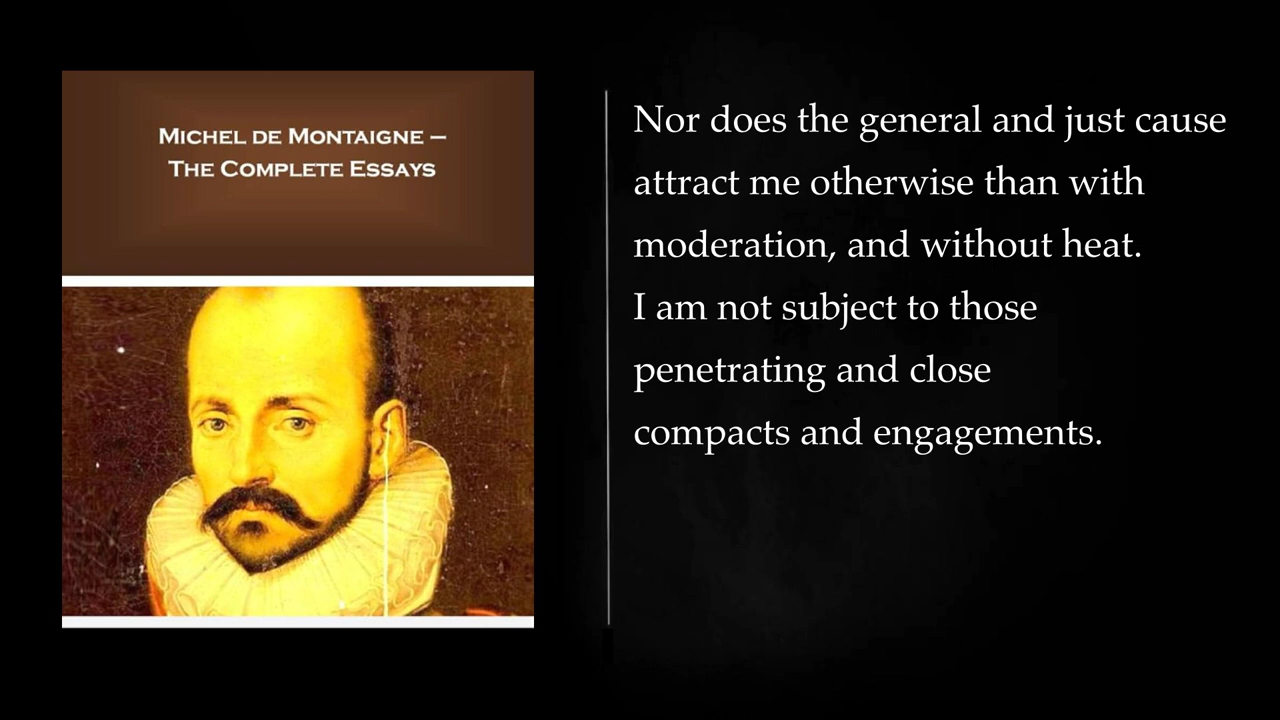 MICHEL DE MONTAIGNE –
THE COMPLETE ESSAYS
Nor does the general and just cause
attract me otherwise than with
moderation, and without heat.
I am not subject to those
penetrating and close
compacts and engagements.